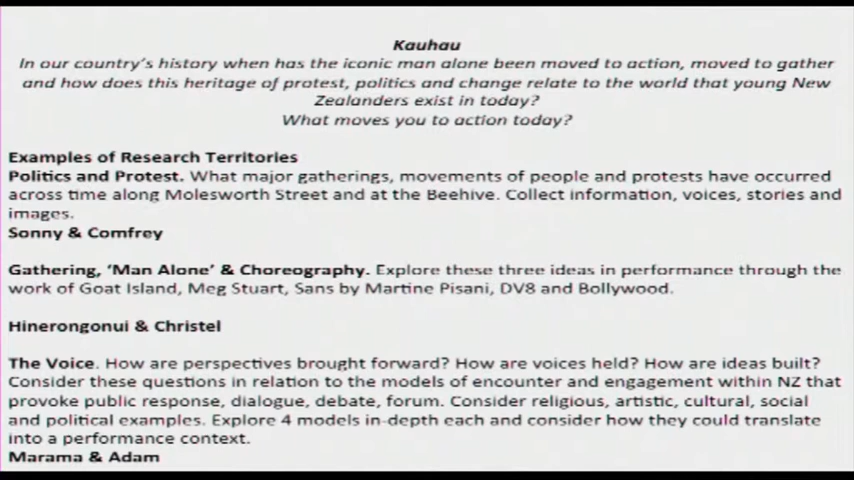 Kauhau
In our country's history when has the iconic man alone been moved to action, moved to gather
and how does this heritage of protest, politics and change relate to the world that young New
Zealanders exist in today?
What moves you to action today?
Examples of Research Territories
Politics and Protest. What major gatherings, movements of people and protests have occurred
across time along Molesworth Street and at the Beehive. Collect information, voices, stories and
images.
Sonny & Comfrey
Gathering, 'Man Alone' & Choreography. Explore these three ideas in performance through the
work of Goat Island, Meg Stuart, Sans by Martine Pisani, DV8 and Bollywood.
Hinerongonui & Christel
The Voice. How are perspectives brought forward? How are voices held? How are ideas built?
Consider these questions in relation to the models of encounter and engagement within NZ that
provoke public response, dialogue, debate, forum. Consider religious, artistic, cultural, social
and political examples. Explore 4 models in-depth each and consider how they could translate
into a performance context.
Marama & Adam